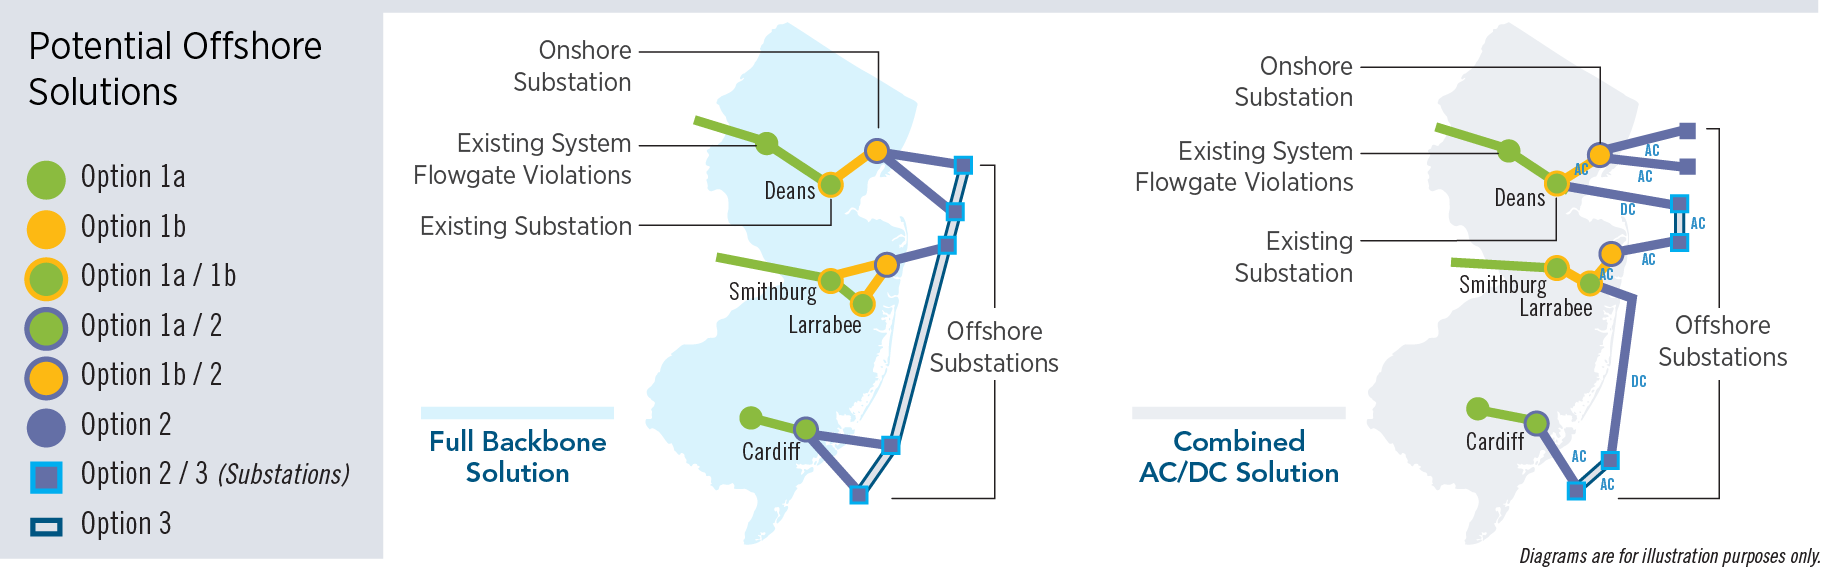 Potential Offshore
Solutions
Option 1a
Option 1b
Option 1a / 1b
Option 1a / 2
Option 1b / 2
Option 2
Option 2 / 3 (Substations)
Option 3
Onshore
Substation
Existing System
Flowgate Violations
Deans
Existing Substation
Smithburg
Larrabee
Offshore
Substations
Cardiff
Full Backbone
Solution
Onshore
Substation
Existing System
Flowgate Violations
AC
AC
AC
Deans
DC
AC
Existing
Substation
AC
AC
Smithburg
Larrabee
Offshore
Substations
DC
Cardiff
AC
AC
Combined
AC/DC Solution
Diagrams are for illustration purposes only.